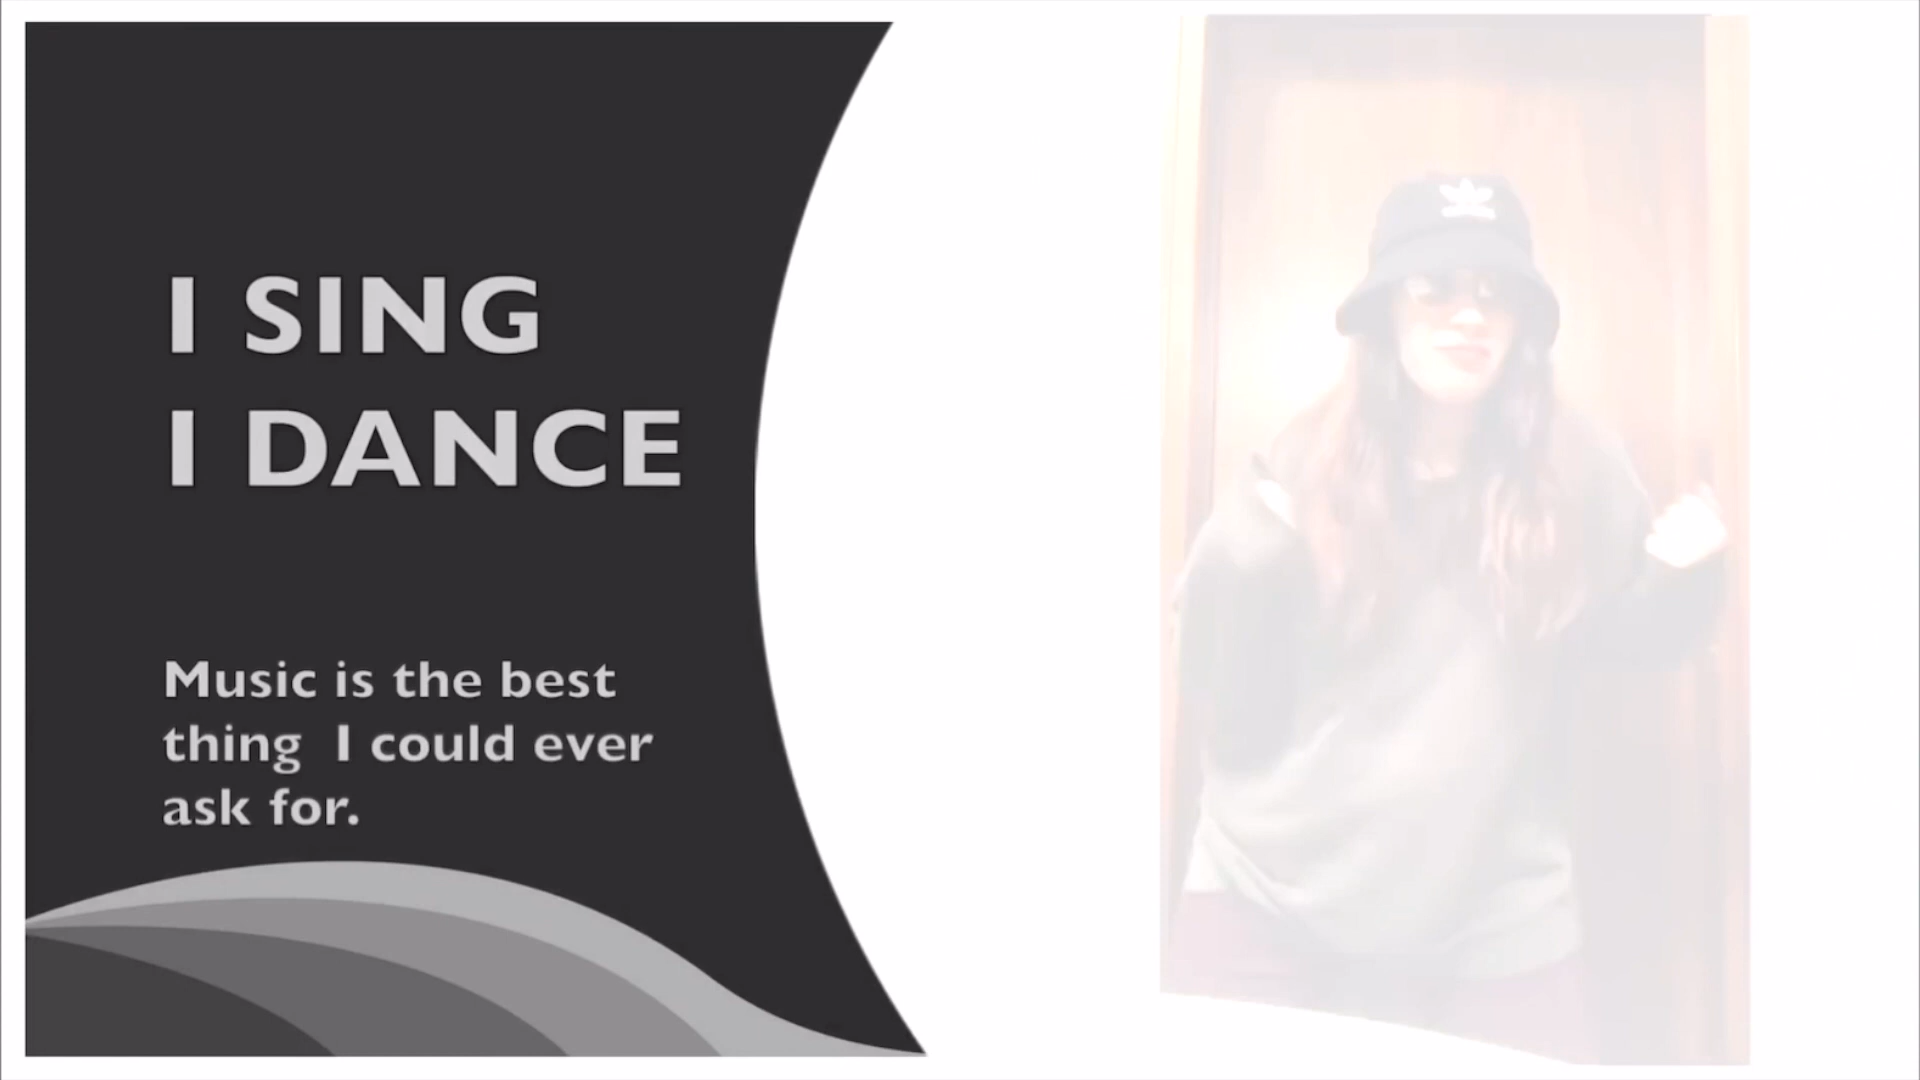 I SING
I DANCE
Music is the best
thing  I could ever
ask for.